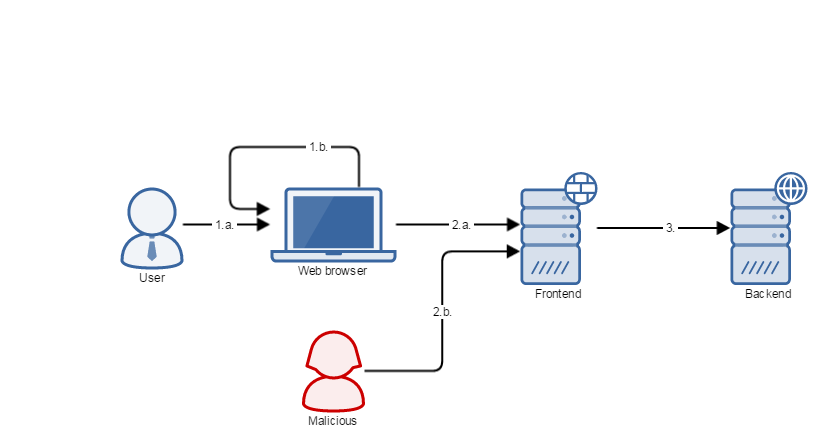 1.b.
1.a.
2.a.
3.
Web browser
User
Frontend
Backend
2.b.
Malicious